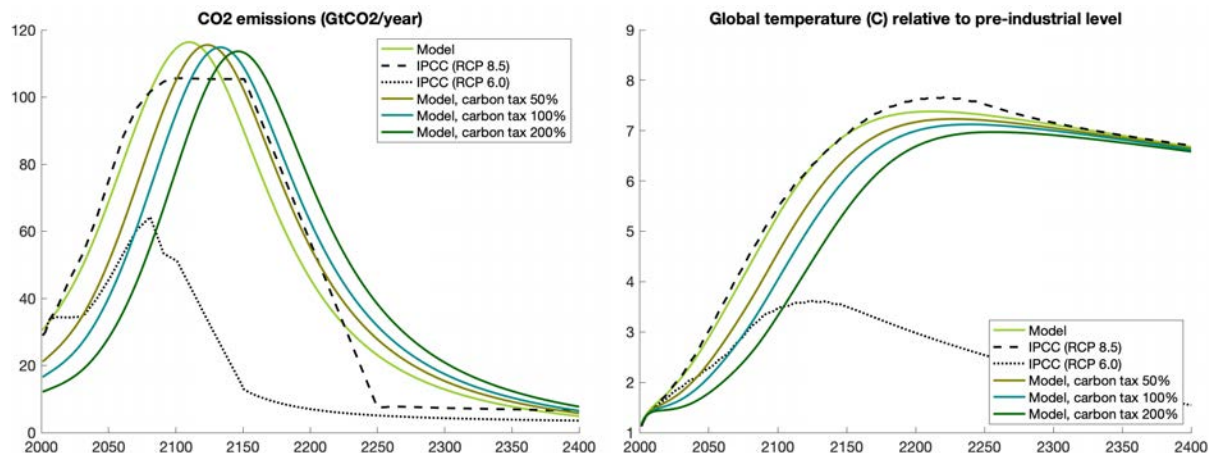 CO2 emissions (GtCO2/year)
120
100
80
60
40
20
0
2000 2050 2100 2150 2200 2250 2300 2350 2400
Model
IPCC (RCP 8.5)
IPCC (RCP 6.0)
Model, carbon tax 50%
Model, carbon tax 100%
Model, carbon tax 200%
Global temperature (C) relative to pre-industrial level
9
8
7
6
5
4
3
2
1
2000 2050 2100 2150 2200 2250 2300 2350 2400
Model
IPCC (RCP 8.5)
IPCC (RCP 6.0)
Model, carbon tax 50%
Model, carbon tax 100%
Model, carbon tax 200%